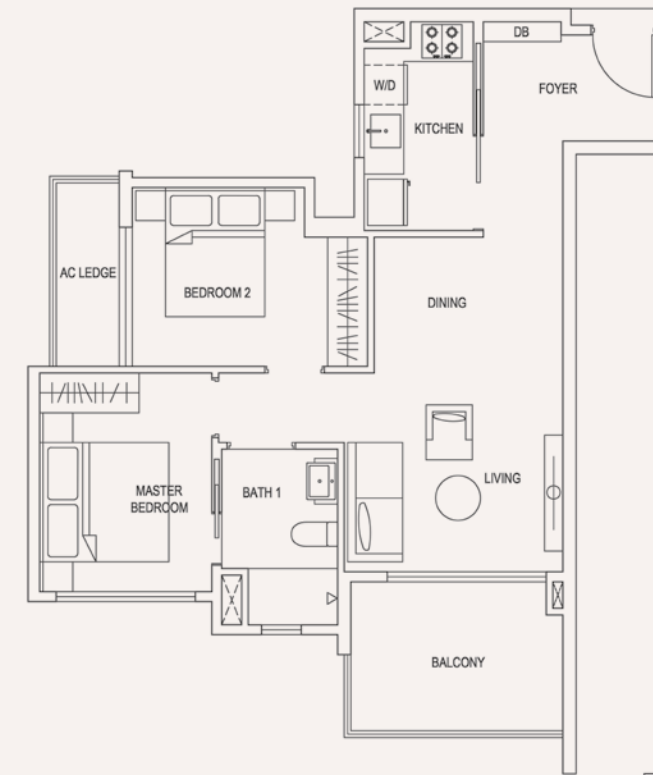 DB
FOYER
W/D
KITCHEN
AC LEDGE
BEDROOM 2
DINING
MASTER
BEDROOM
BATH 1
LIVING
BALCONY